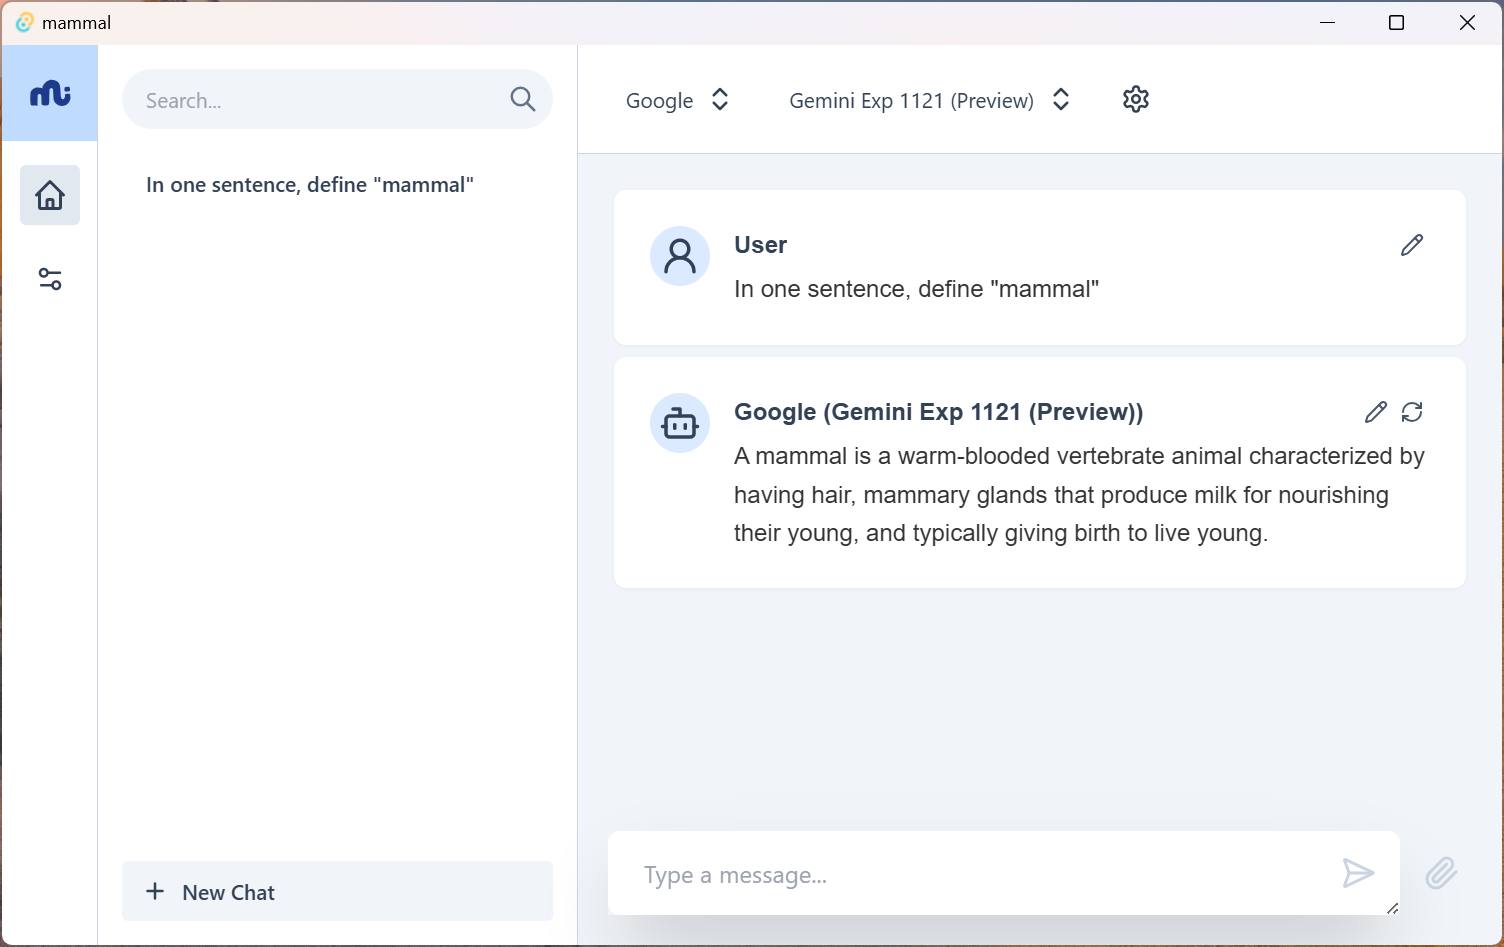 mammal
Search...
In one sentence, define "mammal"
New Chat
Google
Gemini Exp 1121 (Preview)
User
In one sentence, define "mammal"
Google (Gemini Exp 1121 (Preview))
A mammal is a warm-blooded vertebrate animal characterized by
having hair, mammary glands that produce milk for nourishing
their young, and typically giving birth to live young.
Type a message...